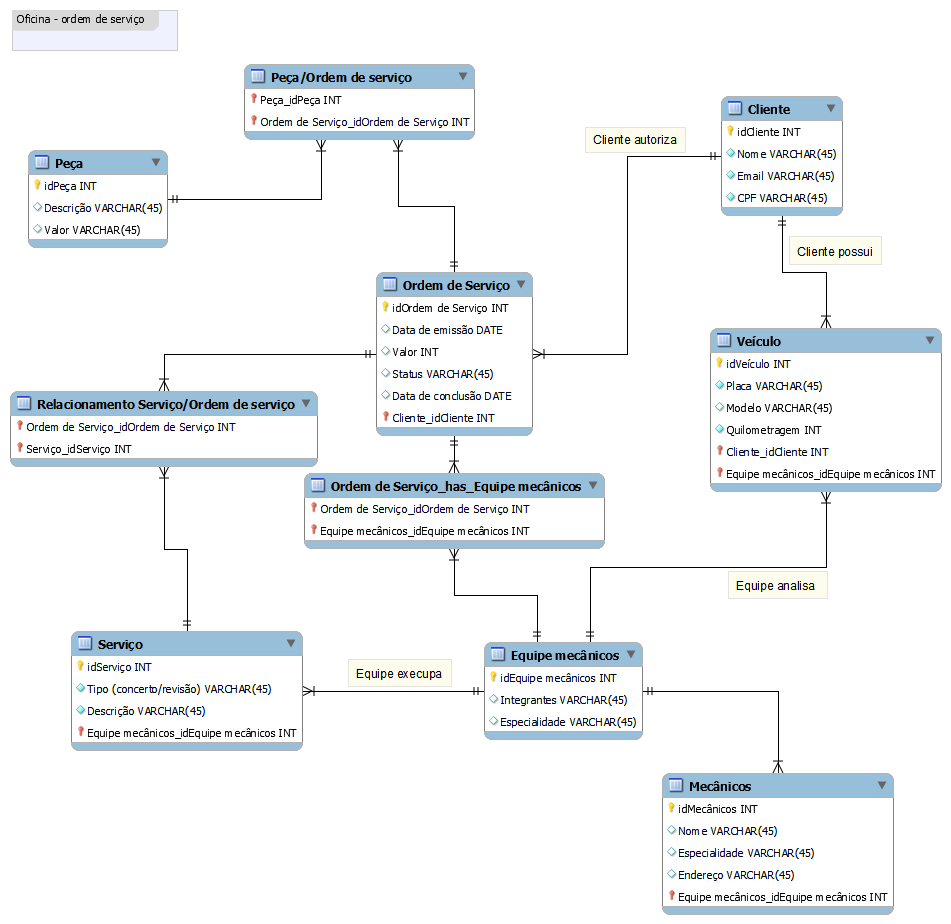 Oficina - ordem de serviço
Peça/Ordem de serviço
Peça_idPeça INT
Ordem de Serviço_idOrdem de Serviço INT
Peça
idPeça INT
Descrição VARCHAR(45)
Valor VARCHAR(45)
Cliente autoriza
Cliente
idCliente INT
Nome VARCHAR(45)
Email VARCHAR(45)
CPF VARCHAR(45)
Cliente possui
Ordem de Serviço
idOrdem de Serviço INT
Data de emissão DATE
Valor INT
Status VARCHAR(45)
Data de conclusão DATE
Cliente_idCliente INT
Veículo
idVeículo INT
Placa VARCHAR(45)
Modelo VARCHAR(45)
Quilometragem INT
Cliente_idCliente INT
Equipe mecânicos_idEquipe mecânicos INT
Relacionamento Serviço/Ordem de serviço
Ordem de Serviço_idOrdem de Serviço INT
Serviço_idServiço INT
Ordem de Serviço_has_Equipe mecânicos
Ordem de Serviço_idOrdem de Serviço INT
Equipe mecânicos_idEquipe mecânicos INT
Equipe analisa
Serviço
idServiço INT
Tipo (concerto/revisão) VARCHAR(45)
Descrição VARCHAR(45)
Equipe mecânicos_idEquipe mecânicos INT
Equipe execupa
Equipe mecânicos
idEquipe mecânicos INT
Integrantes VARCHAR(45)
Especialidade VARCHAR(45)
Mecânicos
idMecânicos INT
Nome VARCHAR(45)
Especialidade VARCHAR(45)
Endereço VARCHAR(45)
Equipe mecânicos_idEquipe mecânicos INT